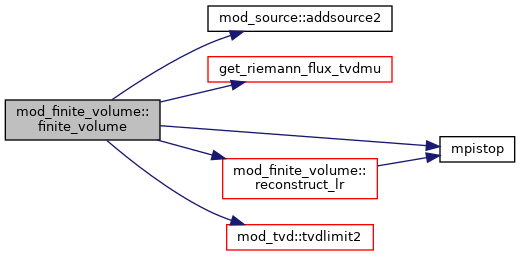 mod_source::addsource2
get_riemann_flux_tvdmu
mod_finite_volume::
finite_volume
mpistop
mod_finite_volume::
reconstruct_lr
mod_tvd::tvdlimit2